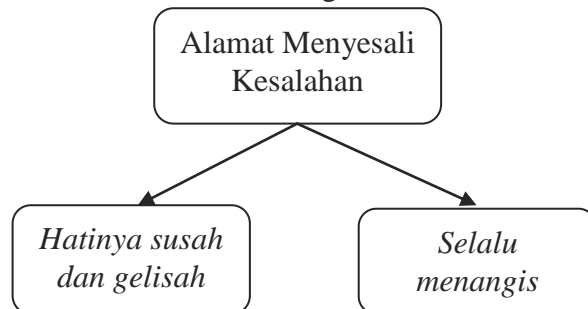 Alamat Menyesali
Kesalahan
Hatinya susah
dan gelisah
Selalu
menangis